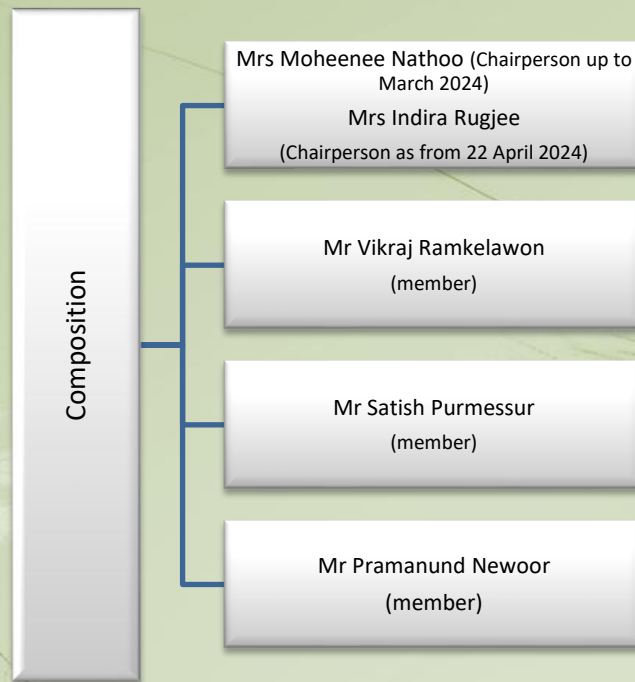 Composition
Mrs Moheenee Nathoo (Chairperson up to
March 2024)
Mrs Indira Rugjee
(Chairperson as from 22 April 2024)
Mr Vikraj Ramkelawon
(member)
Mr Satish Purmessur
(member)
Mr Pramanund Newoor
(member)